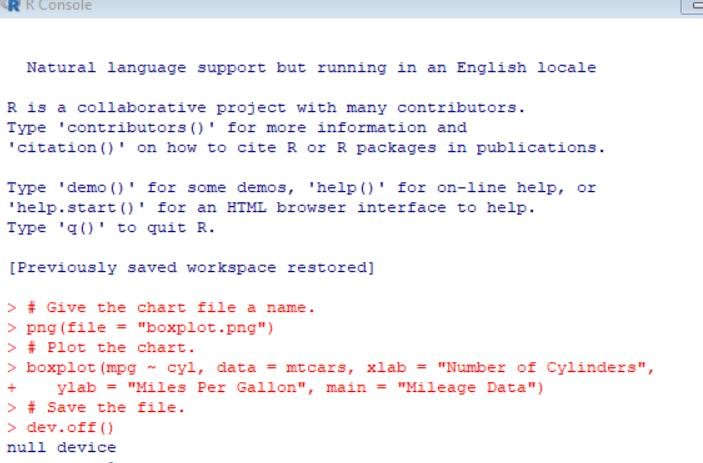 R Console
Natural language support but running in an English locale
R is a collaborative project with many contributors.
Type 'contributors()' for more information and
'citation()' on how to cite R or R packages in publications.
Type 'demo()' for some demos, 'help()' for on-line help, or
'help.start()' for an HTML browser interface to help.
Type 'q()' to quit R.
[Previously saved workspace restored]
> # Give the chart file a name.
> png(file = "boxplot.png")
> # Plot the chart.
> boxplot(mpg ~ cyl, data = mtcars, xlab = "Number of Cylinders",
+    ylab = "Miles Per Gallon", main = "Mileage Data")
> # Save the file.
> dev.off()
null device